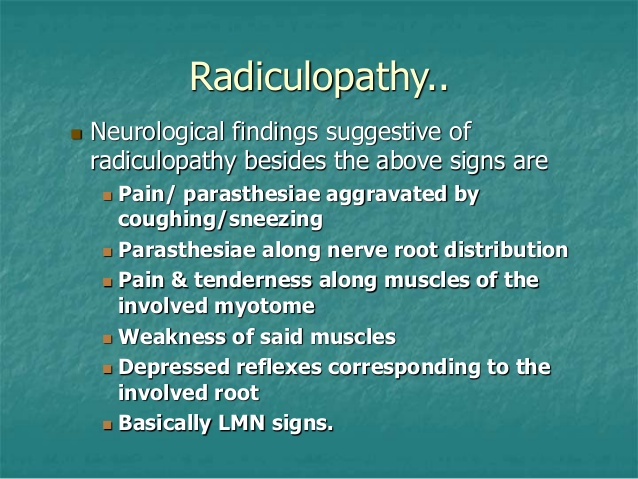 Radiculopathy..
Neurological findings suggestive of
radiculopathy besides the above signs are
Pain/ parasthesiae aggravated by
coughing/sneezing
Parasthesiae along nerve root distribution
Pain & tenderness along muscles of the
involved myotome
Weakness of said muscles
Depressed reflexes corresponding to the
involved root
Basically LMN signs.